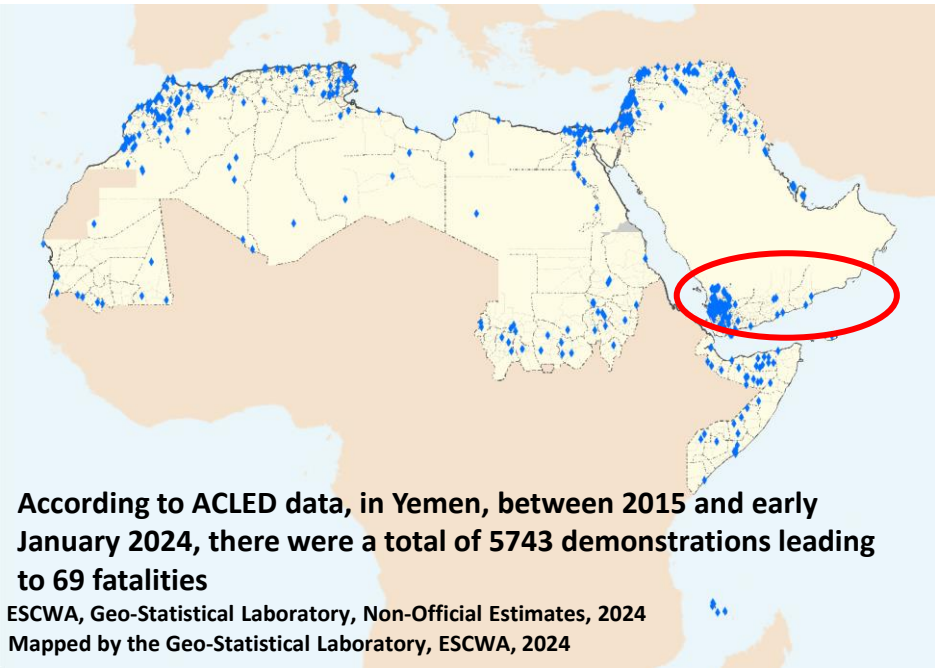 According to ACLED data, in Yemen, between 2015 and early
January 2024, there were a total of 5743 demonstrations leading
to 69 fatalities
ESCWA, Geo-Statistical Laboratory, Non-Official Estimates, 2024
Mapped by the Geo-Statistical Laboratory, ESCWA, 2024